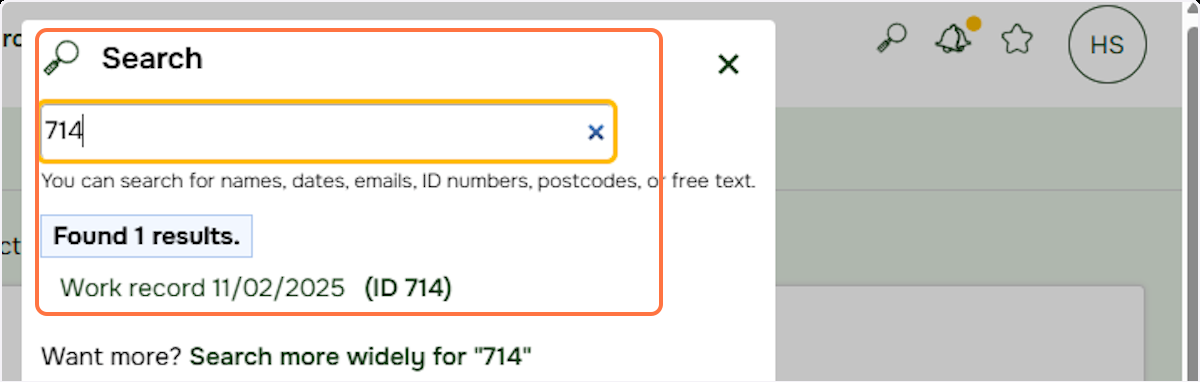 Search
HS
714
You can search for names, dates, emails, ID numbers, postcodes, or free text.
Found 1 results.
Work record 11/02/2025 (ID 714)
Want more? Search more widely for "714"